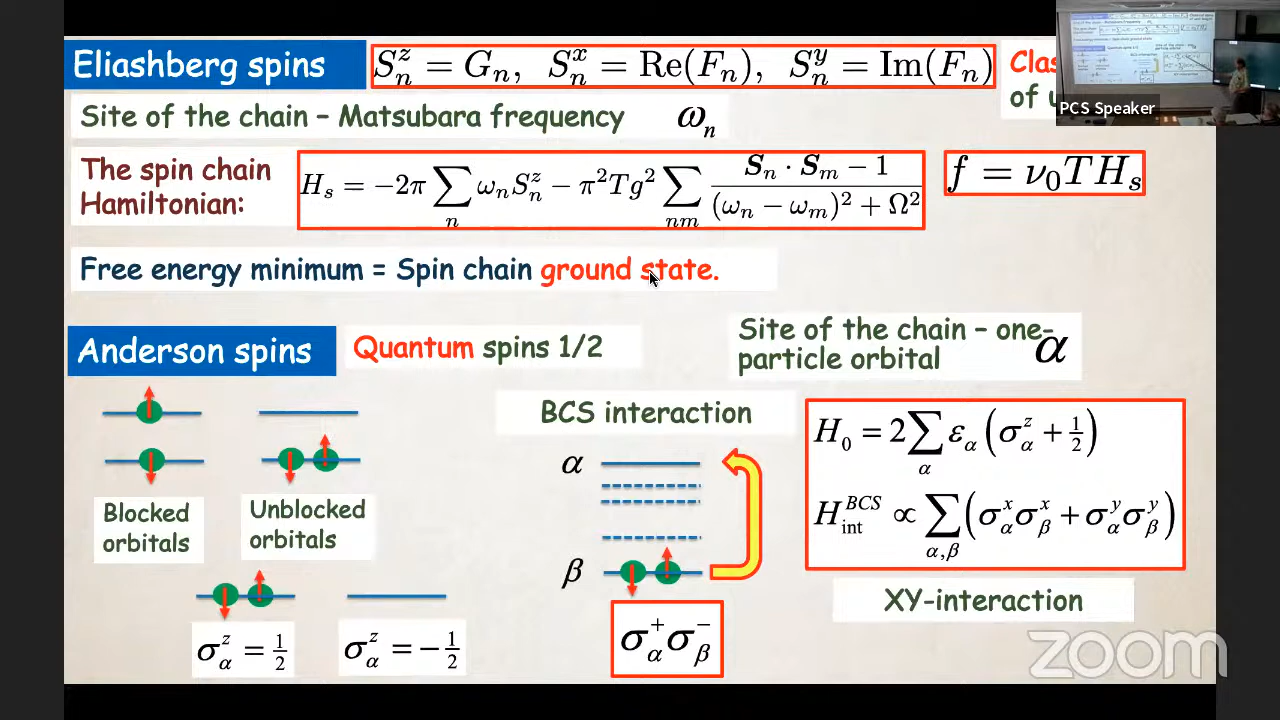 Eliashberg spins
S_n^z = G_n, S_n^x = Re(F_n), S_n^y = Im(F_n)
Clas
of u
PCS Speaker
Site of the chain – Matsubara frequency ω_n
The spin chain
Hamiltonian:
H_s = −2π ∑_n ω_n S_n^z − π²Tg² ∑_{nm} (S_n · S_m − 1) / ((ω_n − ω_m)² + Ω²)
f = ν_0 T H_s
Free energy minimum = Spin chain ground state.
Anderson spins
Quantum spins 1/2
Site of the chain – one-
particle orbital α
Blocked
orbitals
Unblocked
orbitals
σ_α^z = 1/2
σ_α^z = −1/2
BCS interaction
α
β
σ_α^+ σ_β^−
H_0 = 2 ∑_α ε_α (σ_α^z + 1/2)
H_int^{BCS} ∝ ∑_{α,β} (σ_α^x σ_β^x + σ_α^y σ_β^y)
XY-interaction
zoom